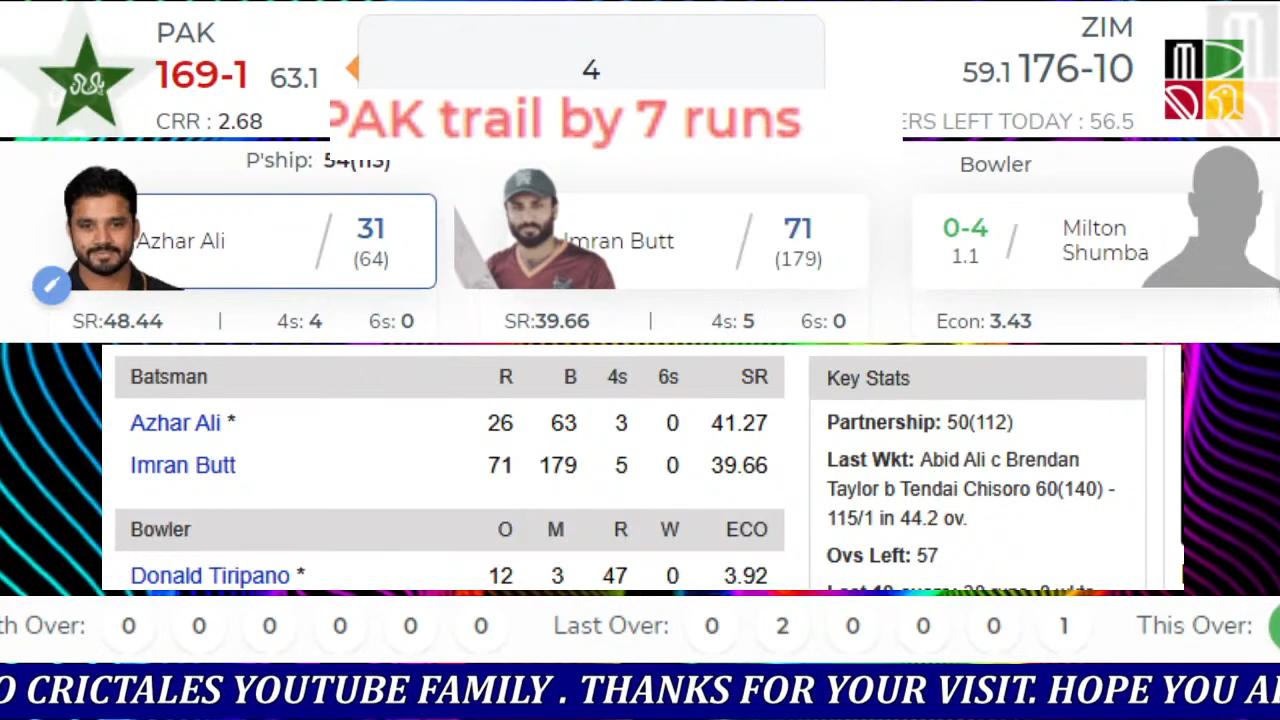 PAK
169-1 63.1
CRR : 2.68
4
PAK trail by 7 runs
ZIM
59.1 176-10
ERS LEFT TODAY : 56.5
P'ship: 54(113)
Azhar Ali
31
(64)
SR:48.44 | 4s: 4 6s: 0
Imran Butt
71
(179)
SR:39.66 | 4s: 5 6s: 0
Bowler
0-4
1.1
Milton
Shumba
Econ: 3.43
Batsman R B 4s 6s SR
Azhar Ali * 26 63 3 0 41.27
Imran Butt 71 179 5 0 39.66
Bowler O M R W ECO
Donald Tiripano * 12 3 47 0 3.92
Key Stats
Partnership: 50(112)
Last Wkt: Abid Ali c Brendan
Taylor b Tendai Chisoro 60(140) -
115/1 in 44.2 ov.
Ovs Left: 57
th Over: 0 0 0 0 0 0 Last Over: 0 2 0 0 0 1 This Over:
O CRICTALES YOUTUBE FAMILY . THANKS FOR YOUR VISIT. HOPE YOU